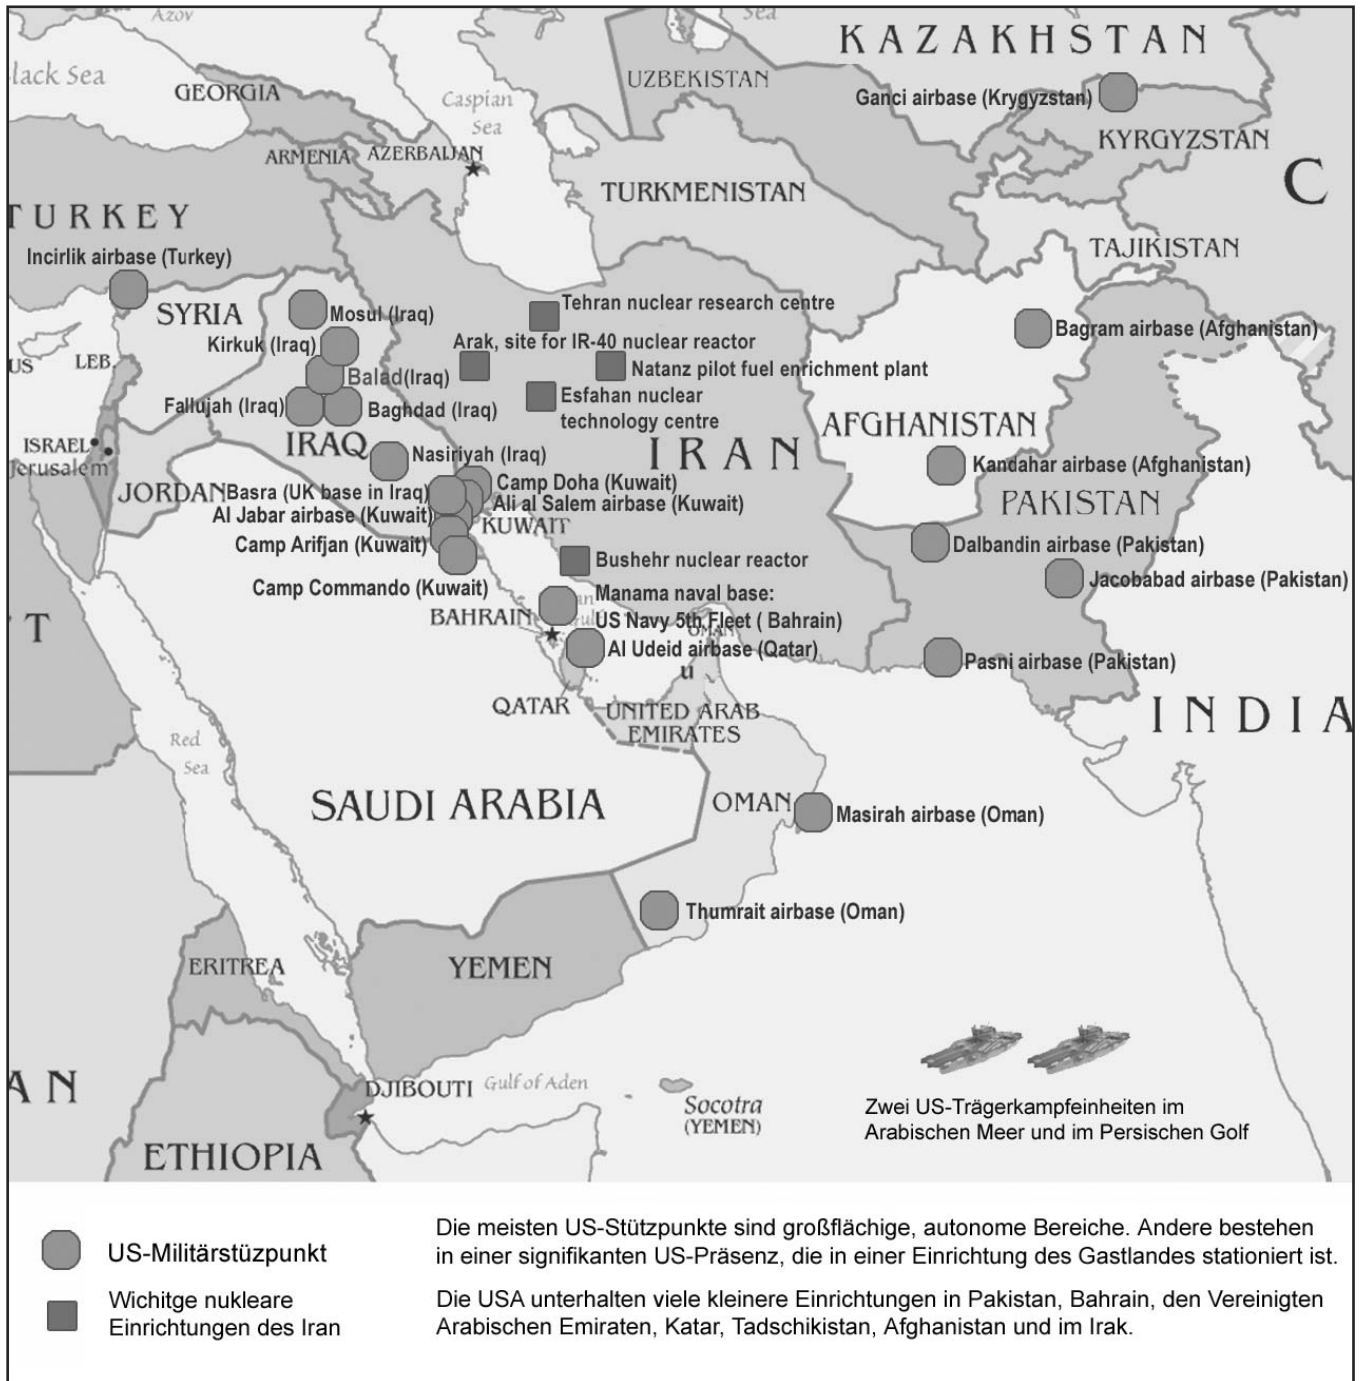 Azov
Sea
KAZAKHSTAN
lack Sea
GEORGIA
UZBEKISTAN
Caspian
Sea
Ganci airbase (Krygyzstan)
KYRGYZSTAN
ARMENIA
AZERBAIJAN
C
TURKMENISTAN
TURKEY
TAJIKISTAN
Incirlik airbase (Turkey)
SYRIA
Mosul (Iraq)
Tehran nuclear research centre
Bagram airbase (Afghanistan)
Kirkuk (Iraq)
Arak, site for IR-40 nuclear reactor
US
LEB.
Balad(Iraq)
Natanz pilot fuel enrichment plant
Fallujah (Iraq)
Baghdad (Iraq)
Esfahan nuclear
technology centre
AFGHANISTAN
ISRAEL
Jerusalem
IRAQ
Nasiriyah (Iraq)
IRAN
Kandahar airbase (Afghanistan)
JORDAN
Basra (UK base in Iraq)
Camp Doha (Kuwait)
Ali al Salem airbase (Kuwait)
PAKISTAN
Al Jabar airbase (Kuwait)
KUWAIT
Camp Arifjan (Kuwait)
Dalbandin airbase (Pakistan)
Camp Commando (Kuwait)
Bushehr nuclear reactor
Jacobabad airbase (Pakistan)
T
BAHRAIN
Manama naval base:
US Navy 5th Fleet ( Bahrain)
OMAN
Al Udeid airbase (Qatar)
Pasni airbase (Pakistan)
u
QATAR
UNITED ARAB
EMIRATES
INDIA
Red
Sea
SAUDI ARABIA
OMAN
Masirah airbase (Oman)
Thumrait airbase (Oman)
ERITREA
YEMEN
AN
DJIBOUTI
Gulf of Aden
Socotra
(YEMEN)
ETHIOPIA
Zwei US-Trägerkampfeinheiten im
Arabischen Meer und im Persischen Golf
US-Militärstüzpunkt
Die meisten US-Stützpunkte sind großflächige, autonome Bereiche. Andere bestehen
in einer signifikanten US-Präsenz, die in einer Einrichtung des Gastlandes stationiert ist.
Wichitge nukleare
Einrichtungen des Iran
Die USA unterhalten viele kleinere Einrichtungen in Pakistan, Bahrain, den Vereinigten
Arabischen Emiraten, Katar, Tadschikistan, Afghanistan und im Irak.